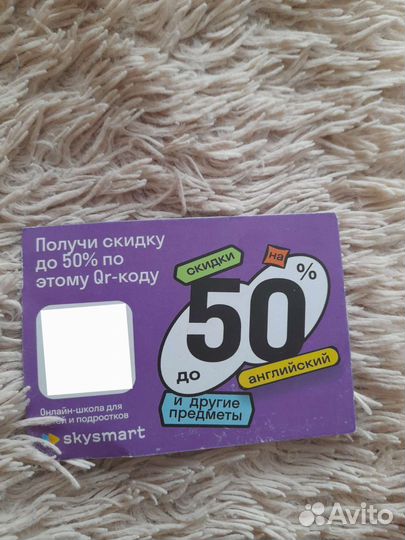 Получи скидку
до 50% по
этому Qr-коду
скидки
на
до 50%
английский
и другие
предметы
Онлайн-школа для
и подростков
skysmart
Avito